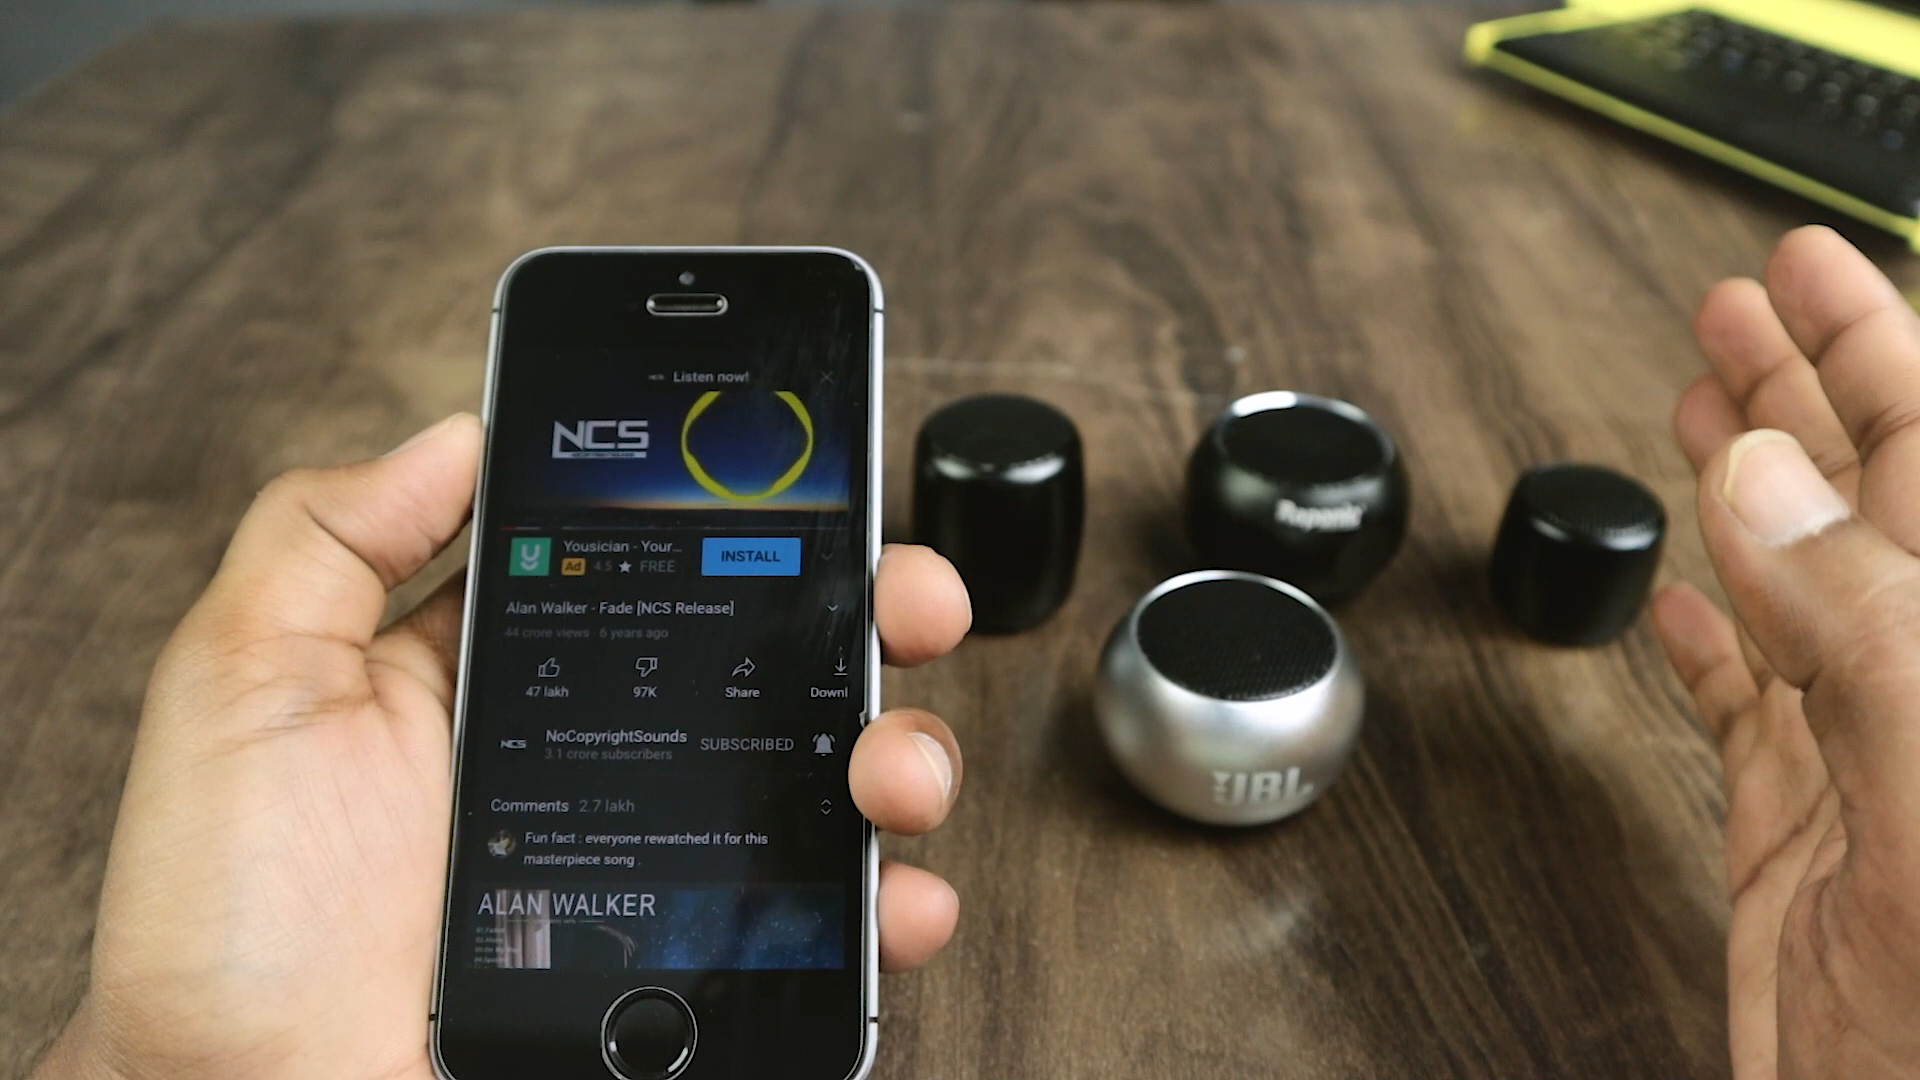 Listen now!
NCS
Yousician - Your...
INSTALL
Ad 4.5 ★ FREE
Alan Walker - Fade [NCS Release]
44 crore views · 6 years ago
47 lakh
97K
Share
Downl
NCS
NoCopyrightSounds
3.1 crore subscribers
SUBSCRIBED
Comments 2.7 lakh
Fun fact : everyone rewatched it for this
masterpiece song .
ALAN WALKER
JBL